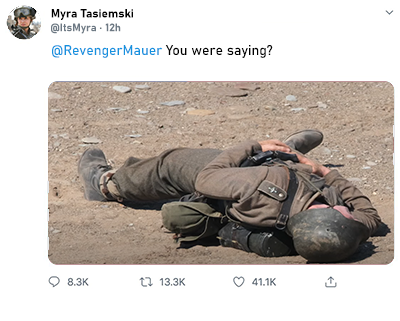 Myra Tasiemski
@ItsMyra · 12h
@RevengerMauer You were saying?
8.3K 13.3K 41.1K